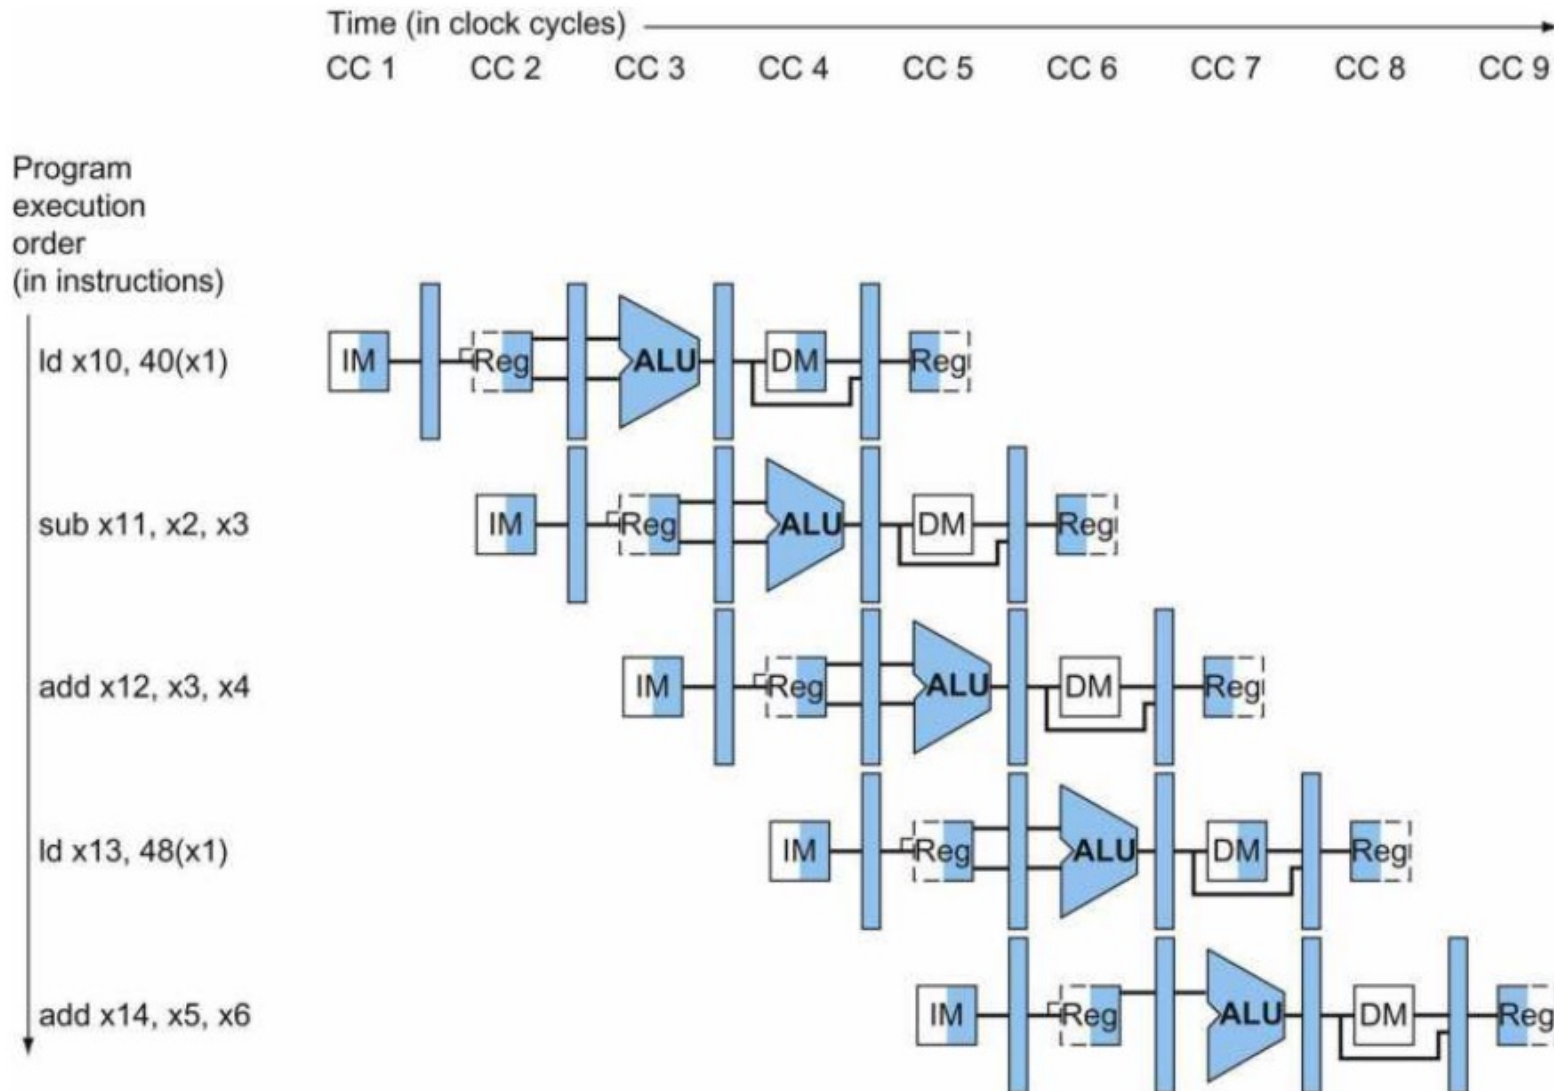 Time (in clock cycles)
CC 1 CC 2 CC 3 CC 4 CC 5 CC 6 CC 7 CC 8 CC 9
Program
execution
order
(in instructions)
ld x10, 40(x1)
IM Reg ALU DM Reg
sub x11, x2, x3
IM Reg ALU DM Reg
add x12, x3, x4
IM Reg ALU DM Reg
ld x13, 48(x1)
IM Reg ALU DM Reg
add x14, x5, x6
IM Reg ALU DM Reg